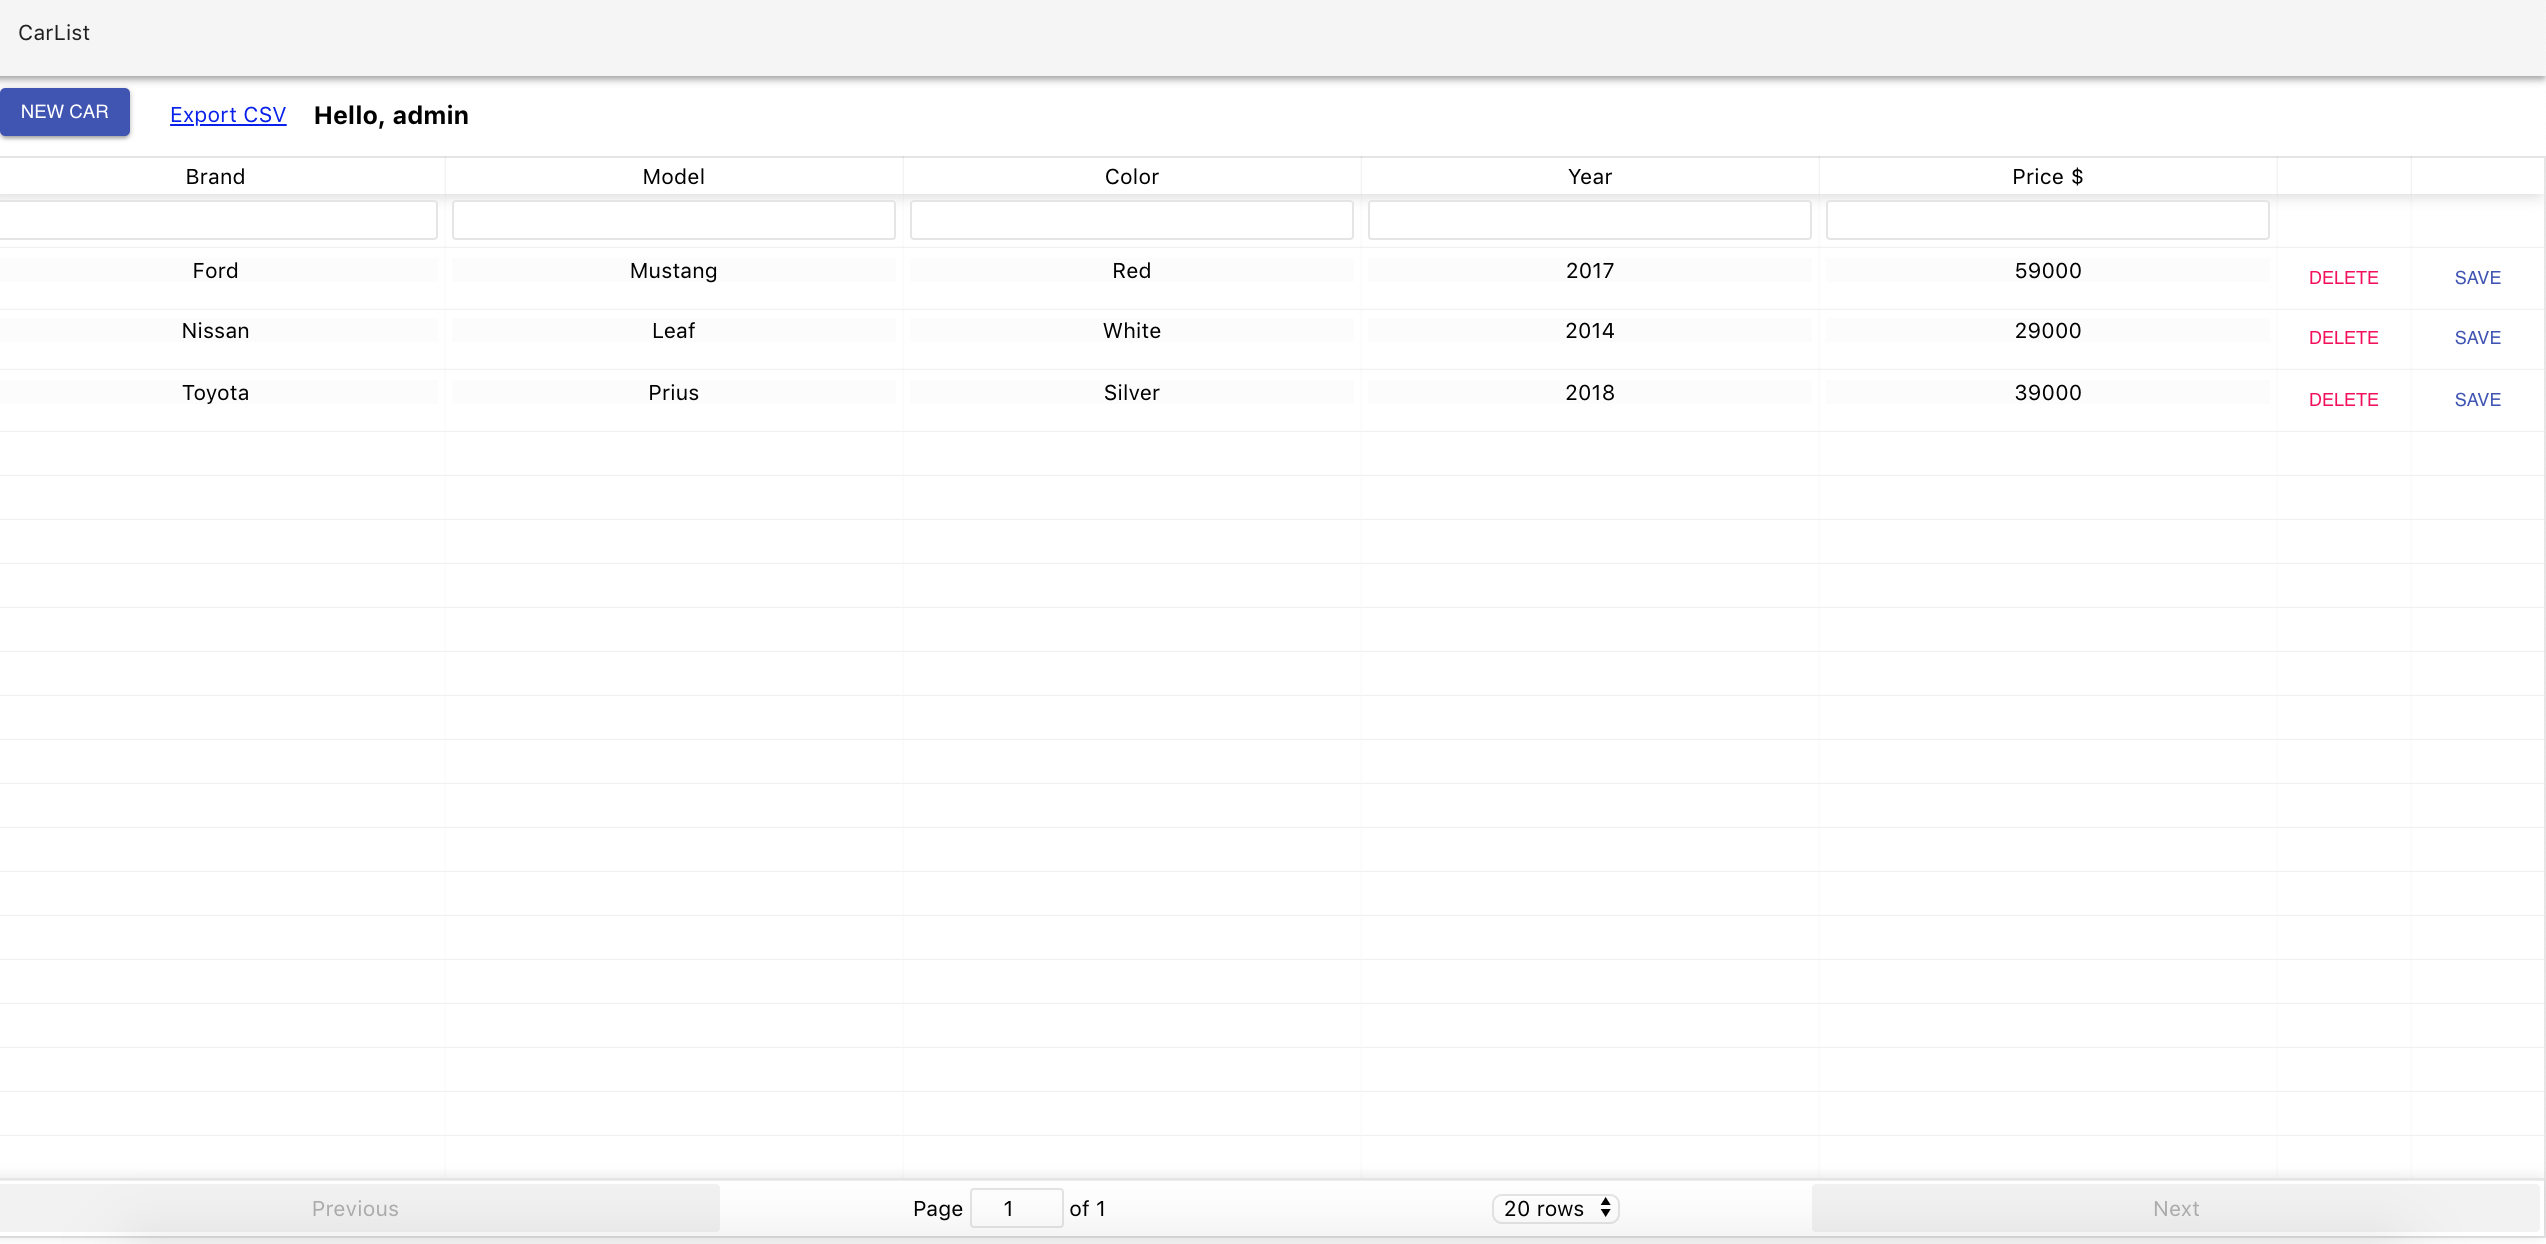 CarList
NEW CAR Export CSV Hello, admin
Brand Model Color Year Price $
Ford Mustang Red 2017 59000 DELETE SAVE
Nissan Leaf White 2014 29000 DELETE SAVE
Toyota Prius Silver 2018 39000 DELETE SAVE
Previous Page 1 of 1 20 rows Next